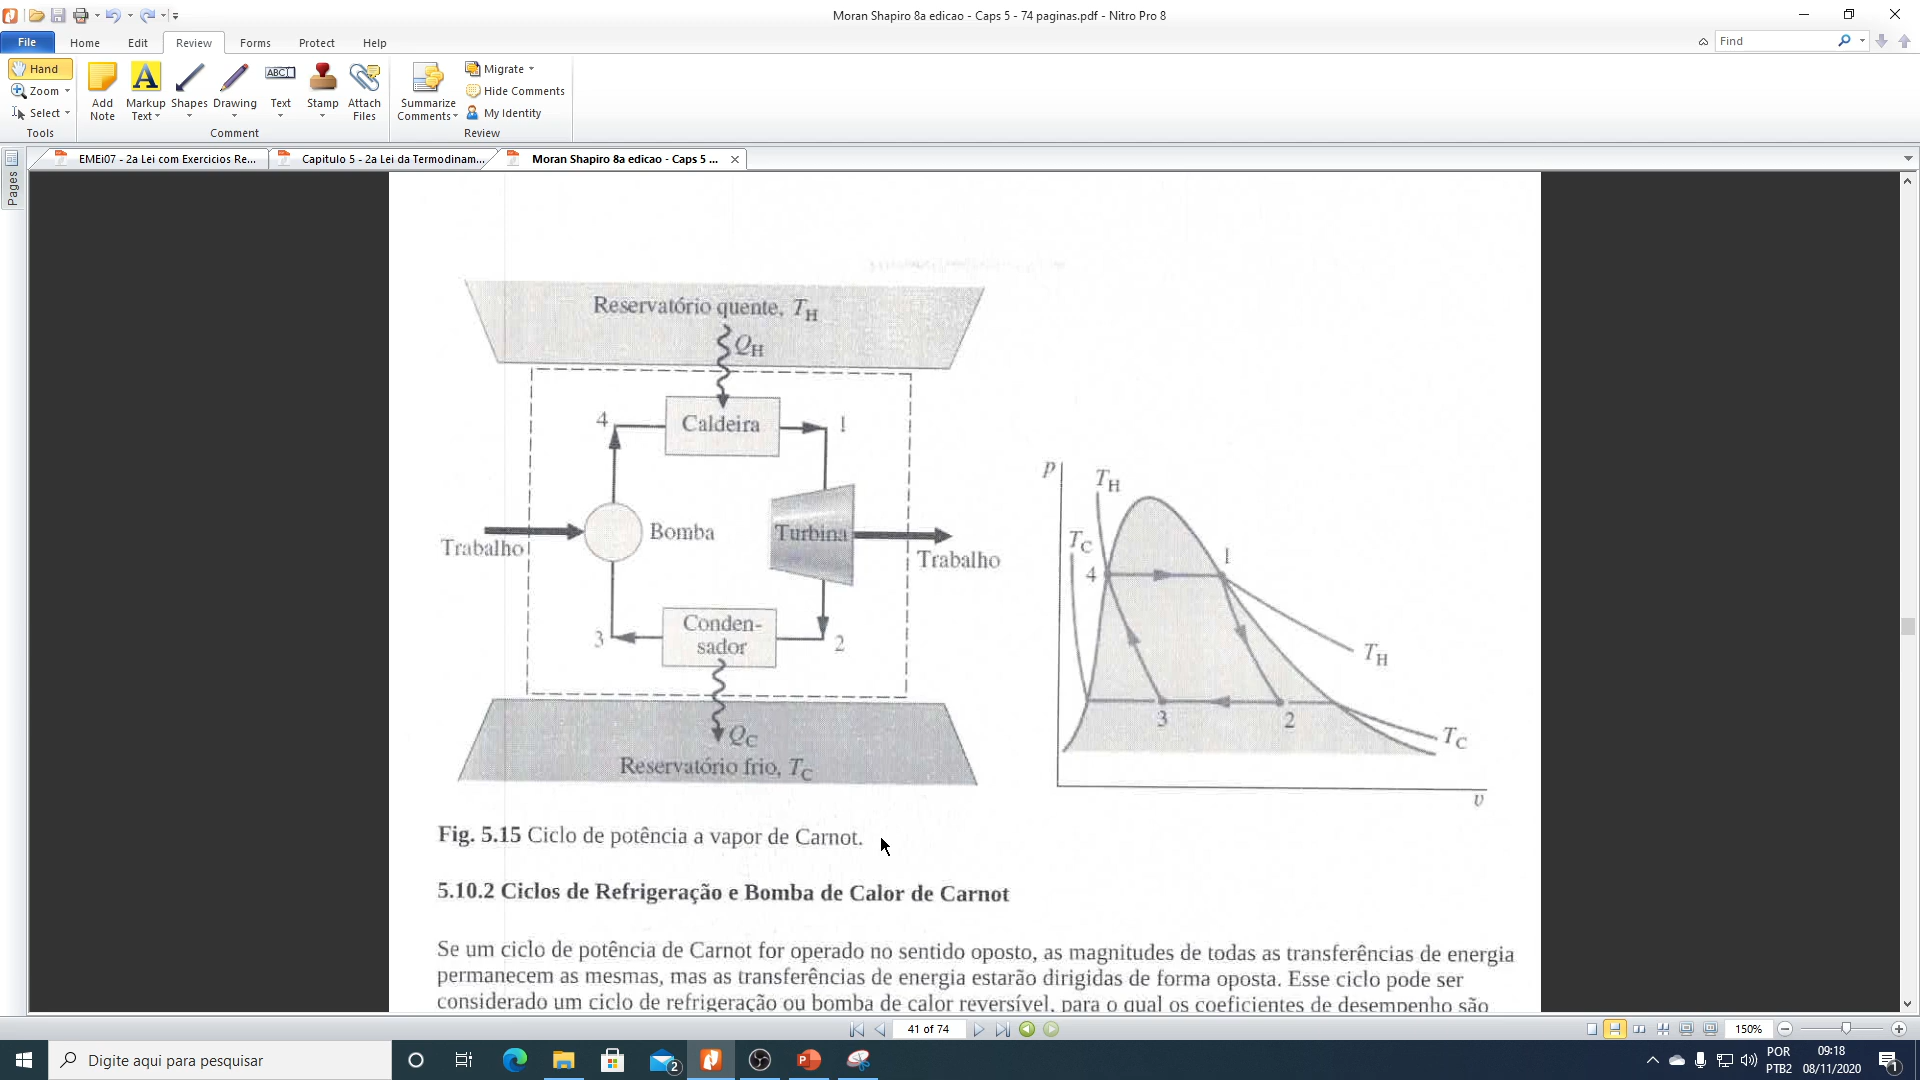 Moran Shapiro 8a edicao - Caps 5 - 74 paginas.pdf - Nitro Pro 8
File Home Edit Review Forms Protect Help
Find
Hand
Zoom
Select
Tools
Add Note
Markup Text
Shapes
Drawing
Text
Stamp
Attach Files
Comment
Summarize Comments
Migrate
Hide Comments
My Identity
Review
EMEi07 - 2a Lei com Exercicios Re...
Capitulo 5 - 2a Lei da Termodinam...
Moran Shapiro 8a edicao - Caps 5 ...
Pages
Reservatório quente, TH
QH
4
Caldeira
1
Trabalho
Bomba
Turbina
Trabalho
3
Conden-
sador
2
QC
Reservatório frio, TC
p
TH
TC
4
1
TH
3
2
TC
v
Fig. 5.15 Ciclo de potência a vapor de Carnot.
5.10.2 Ciclos de Refrigeração e Bomba de Calor de Carnot
Se um ciclo de potência de Carnot for operado no sentido oposto, as magnitudes de todas as transferências de energia
permanecem as mesmas, mas as transferências de energia estarão dirigidas de forma oposta. Esse ciclo pode ser
considerado um ciclo de refrigeração ou bomba de calor reversível, para o qual os coeficientes de desempenho são
41 of 74
150%
Digite aqui para pesquisar
2
POR
PTB2
09:18
08/11/2020
1